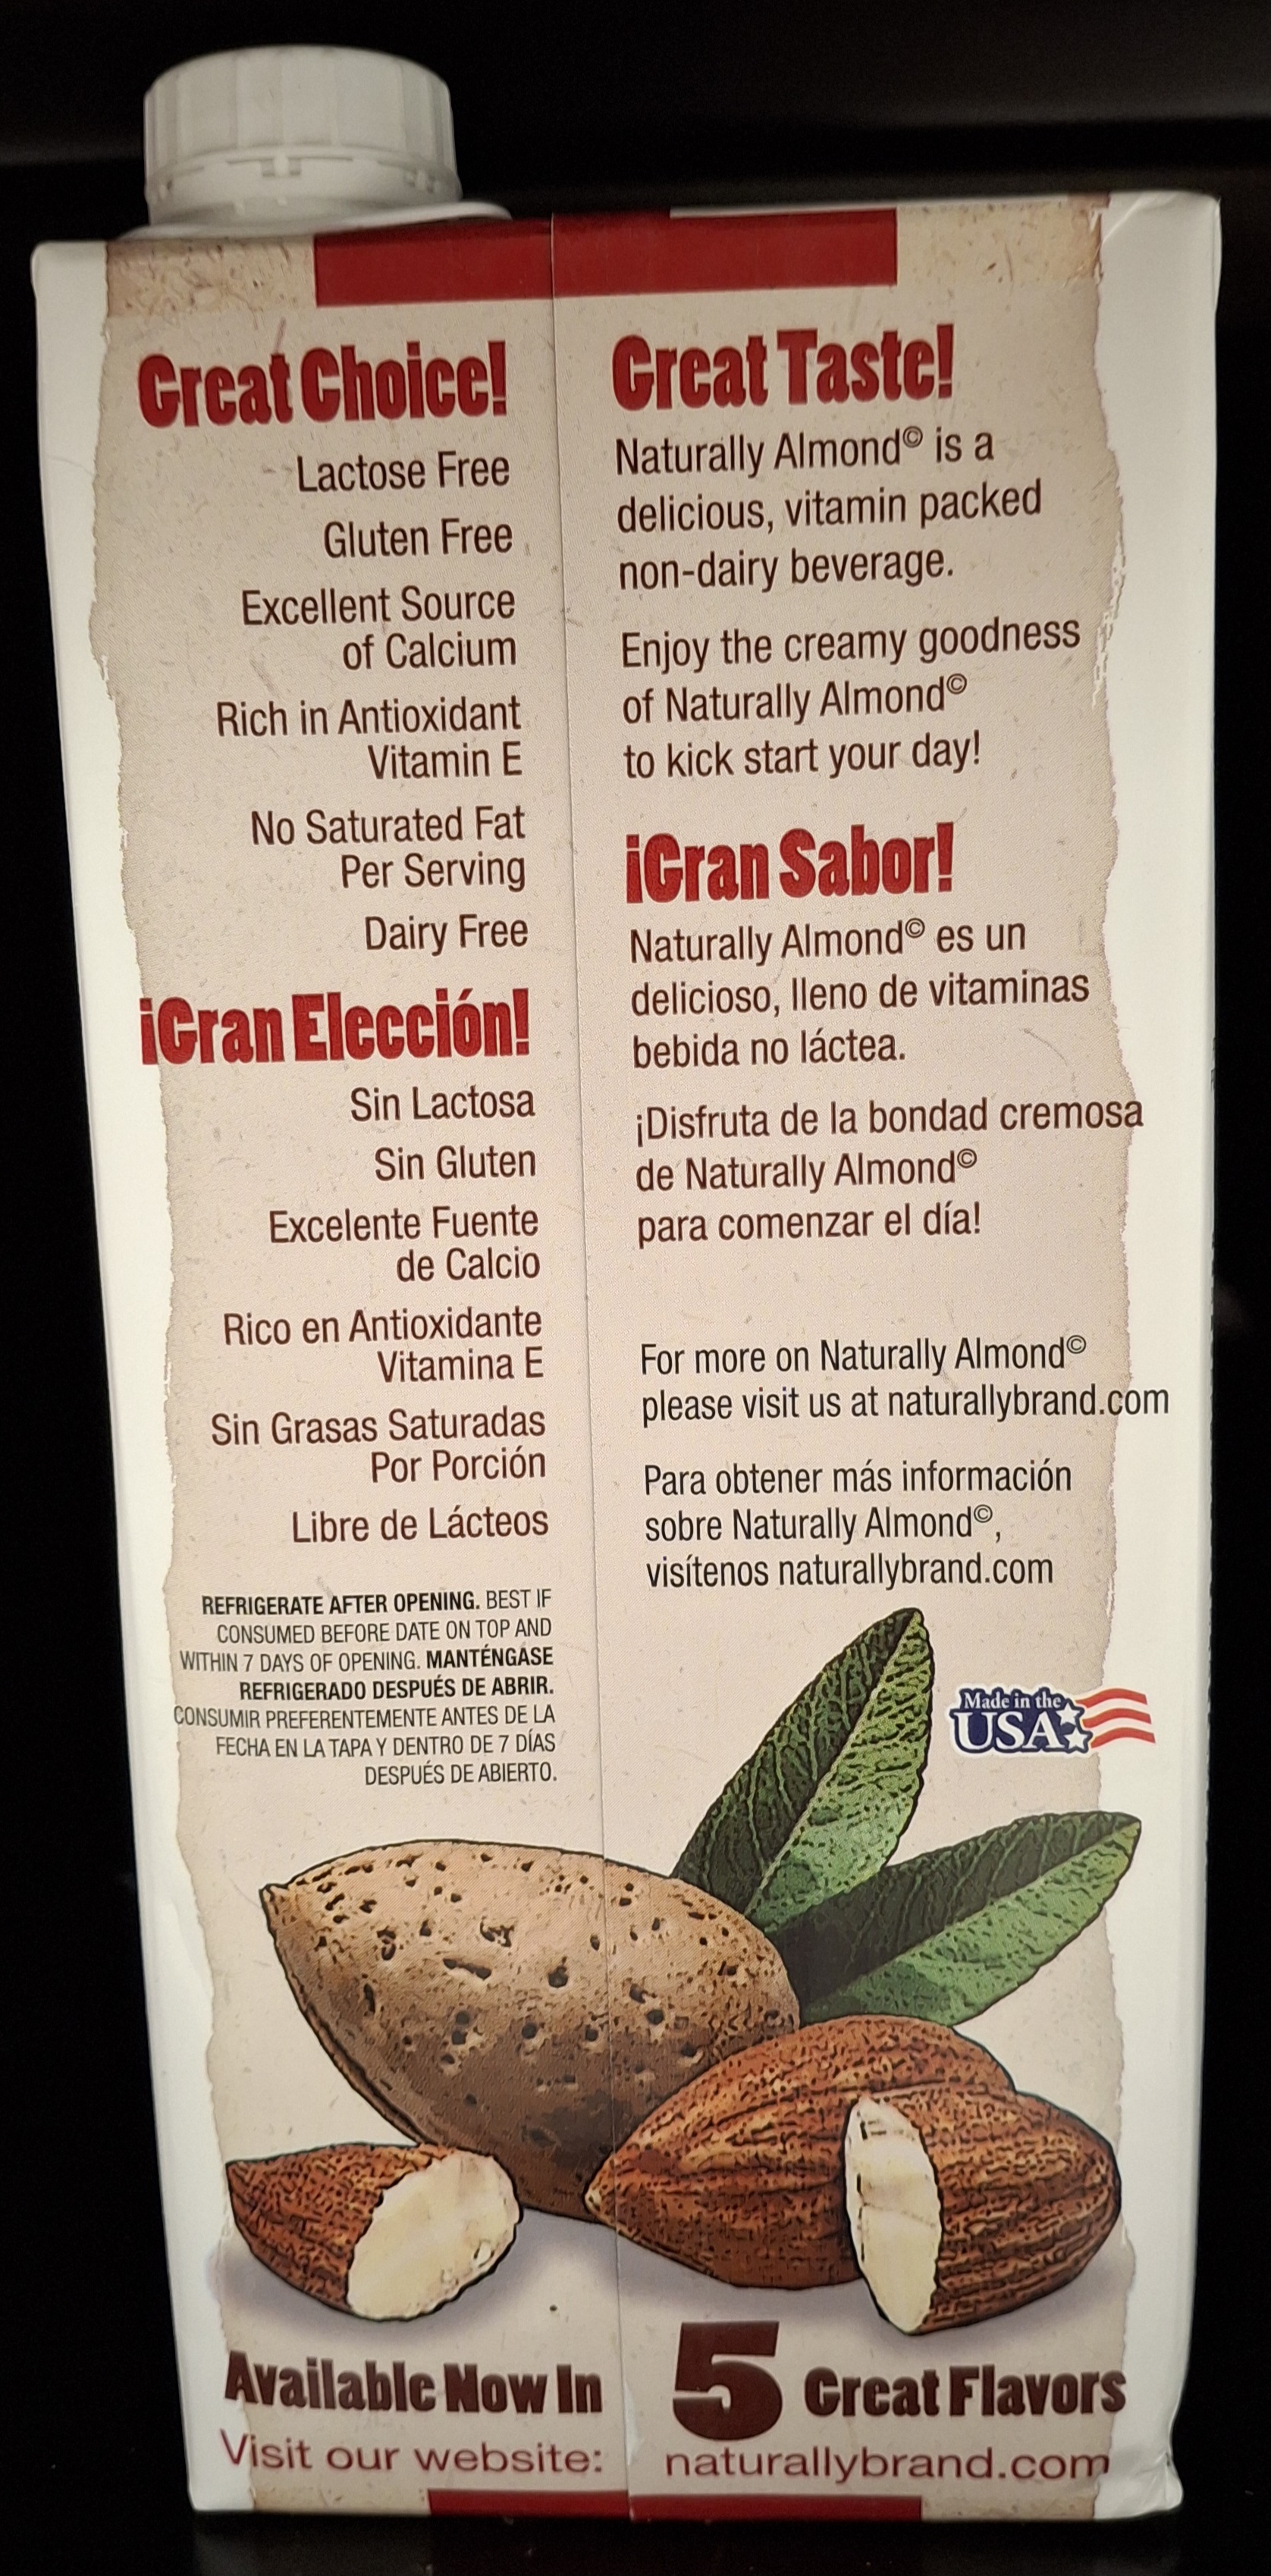 Great Choice!
Lactose Free
Gluten Free
Excellent Source
of Calcium
Rich in Antioxidant
Vitamin E
No Saturated Fat
Per Serving
Dairy Free
¡Gran Elección!
Sin Lactosa
Sin Gluten
Excelente Fuente
de Calcio
Rico en Antioxidante
Vitamina E
Sin Grasas Saturadas
Por Porción
Libre de Lácteos
REFRIGERATE AFTER OPENING. BEST IF
CONSUMED BEFORE DATE ON TOP AND
WITHIN 7 DAYS OF OPENING. MANTÉNGASE
REFRIGERADO DESPUÉS DE ABRIR.
CONSUMIR PREFERENTEMENTE ANTES DE LA
FECHA EN LA TAPA Y DENTRO DE 7 DÍAS
DESPUÉS DE ABIERTO.
Great Taste!
Naturally Almond© is a
delicious, vitamin packed
non-dairy beverage.
Enjoy the creamy goodness
of Naturally Almond©
to kick start your day!
¡Gran Sabor!
Naturally Almond© es un
delicioso, lleno de vitaminas
bebida no láctea.
¡Disfruta de la bondad cremosa
de Naturally Almond©
para comenzar el día!
For more on Naturally Almond©
please visit us at naturallybrand.com
Para obtener más información
sobre Naturally Almond©,
visítenos naturallybrand.com
Made in the
USA
Available Now In 5 Great Flavors
Visit our website: naturallybrand.com